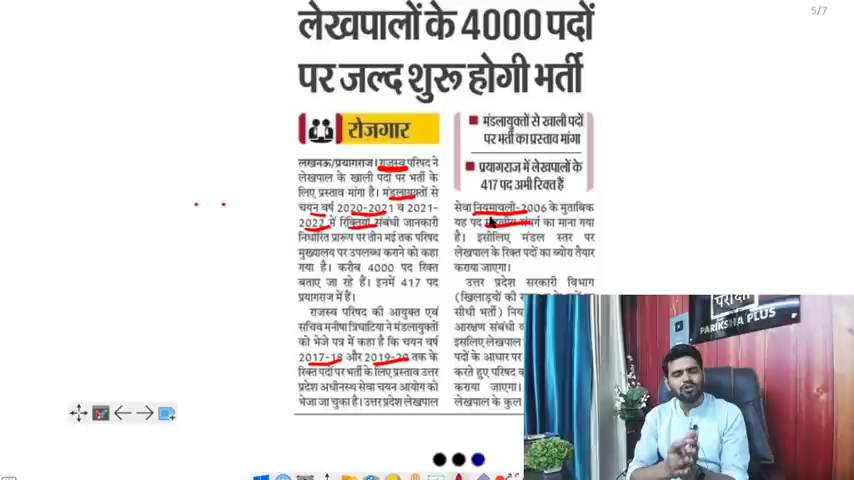 5/7
लेखपालों के 4000 पदों
पर जल्द शुरू होगी भर्ती
रोजगार
लखनऊ/प्रयागराज। राजस्व परिषद ने
लेखपाल के खाली पदों पर भर्ती के
लिए प्रस्ताव मांगा है। मंडलायुक्तों से
चयन वर्ष 2020-2021 व 2021-
2022 में रिक्तियों संबंधी जानकारी
निर्धारित प्रारूप पर तीन मई तक परिषद
मुख्यालय पर उपलब्ध कराने को कहा
गया है। करीब 4000 पद रिक्त
बताए जा रहे हैं। इनमें 417 पद
प्रयागराज में हैं।
राजस्व परिषद की आयुक्त एवं
सचिव मनीषा त्रिघाटिया ने मंडलायुक्तों
को भेजे पत्र में कहा है कि चयन वर्ष
2017-18 और 2019-20 तक के
रिक्त पदों पर भर्ती के लिए प्रस्ताव उत्तर
प्रदेश अधीनस्थ सेवा चयन आयोग को
भेजा जा चुका है। उत्तर प्रदेश लेखपाल
मंडलायुक्तों से खाली पदों
पर भर्ती का प्रस्ताव मांगा
प्रयागराज में लेखपालों के
417 पद अभी रिक्त हैं
सेवा नियमावली-2006 के मुताबिक
यह पद संवर्ग का माना गया
है। इसीलिए मंडल स्तर पर
लेखपाल के रिक्त पदों का ब्योरा तैयार
कराया जाएगा।
उत्तर प्रदेश सरकारी विभाग
(खिलाड़ियों की
सीधी भर्ती)
आरक्षण संबंधी
इसलिए लेखपाल
पदों के आधार पर
करते हुए परिषद
कराया जाएगा।
लेखपाल के कुल
परीक्षा
PARIKSHA PLUS